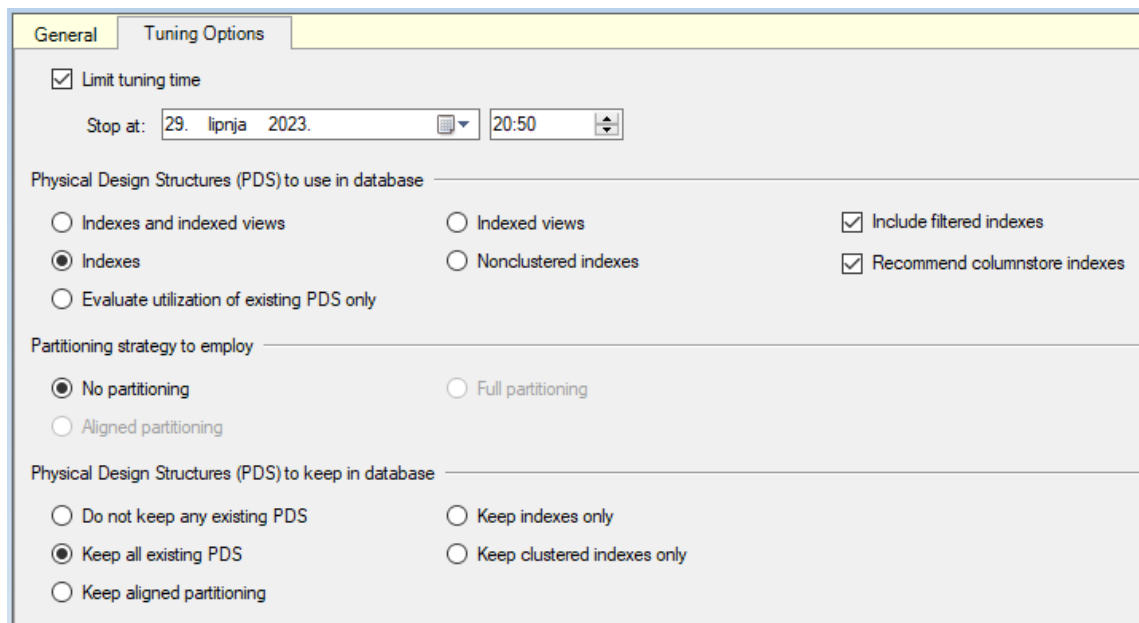 General Tuning Options
Limit tuning time
Stop at: 29. lipnja 2023. 20:50
Physical Design Structures (PDS) to use in database
Indexes and indexed views Indexed views Include filtered indexes
Indexes Nonclustered indexes Recommend columnstore indexes
Evaluate utilization of existing PDS only
Partitioning strategy to employ
No partitioning Full partitioning
Aligned partitioning
Physical Design Structures (PDS) to keep in database
Do not keep any existing PDS Keep indexes only
Keep all existing PDS Keep clustered indexes only
Keep aligned partitioning